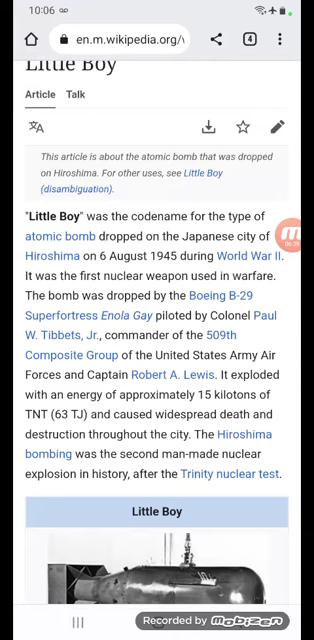 10:06
en.m.wikipedia.org/
4
Little Boy
Article Talk
This article is about the atomic bomb that was dropped
on Hiroshima. For other uses, see Little Boy
(disambiguation).
"Little Boy" was the codename for the type of
atomic bomb dropped on the Japanese city of
Hiroshima on 6 August 1945 during World War II.
It was the first nuclear weapon used in warfare.
The bomb was dropped by the Boeing B-29
Superfortress Enola Gay piloted by Colonel Paul
W. Tibbets, Jr., commander of the 509th
Composite Group of the United States Army Air
Forces and Captain Robert A. Lewis. It exploded
with an energy of approximately 15 kilotons of
TNT (63 TJ) and caused widespread death and
destruction throughout the city. The Hiroshima
bombing was the second man-made nuclear
explosion in history, after the Trinity nuclear test.
Little Boy
Recorded by mobizen